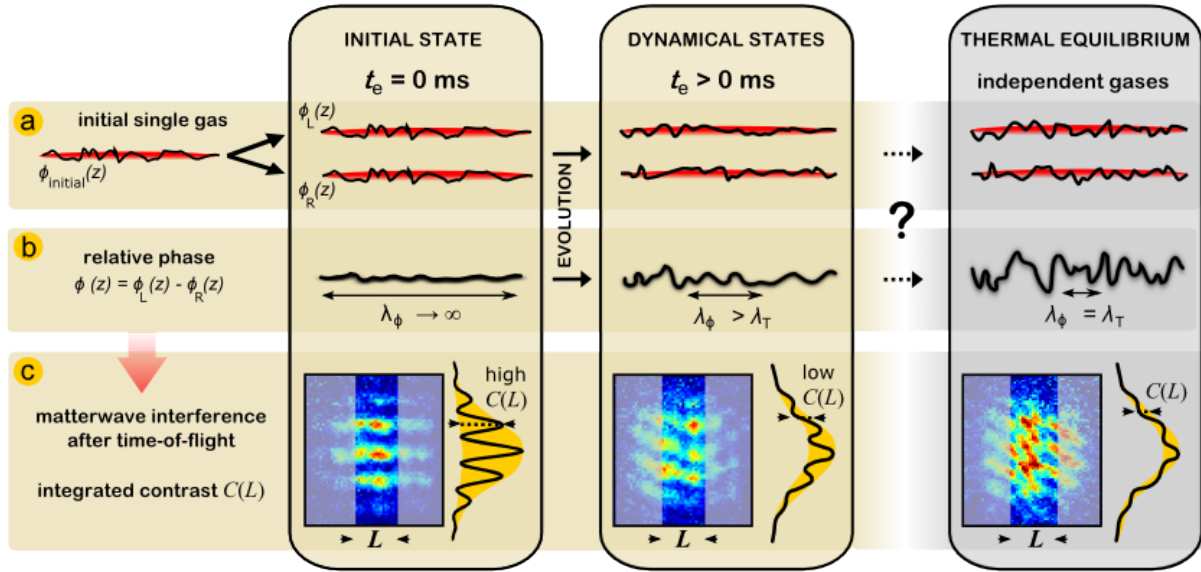 INITIAL STATE
t_e = 0 ms
DYNAMICAL STATES
t_e > 0 ms
THERMAL EQUILIBRIUM
independent gases
a
initial single gas
ϕ_initial(z)
ϕ_L(z)
ϕ_R(z)
EVOLUTION
?
b
relative phase
ϕ (z) = ϕ_L(z) - ϕ_R(z)
λ_ϕ → ∞
λ_ϕ > λ_T
λ_ϕ = λ_T
c
matterwave interference
after time-of-flight
integrated contrast C(L)
high
C(L)
L
low
C(L)
L
C(L)
L